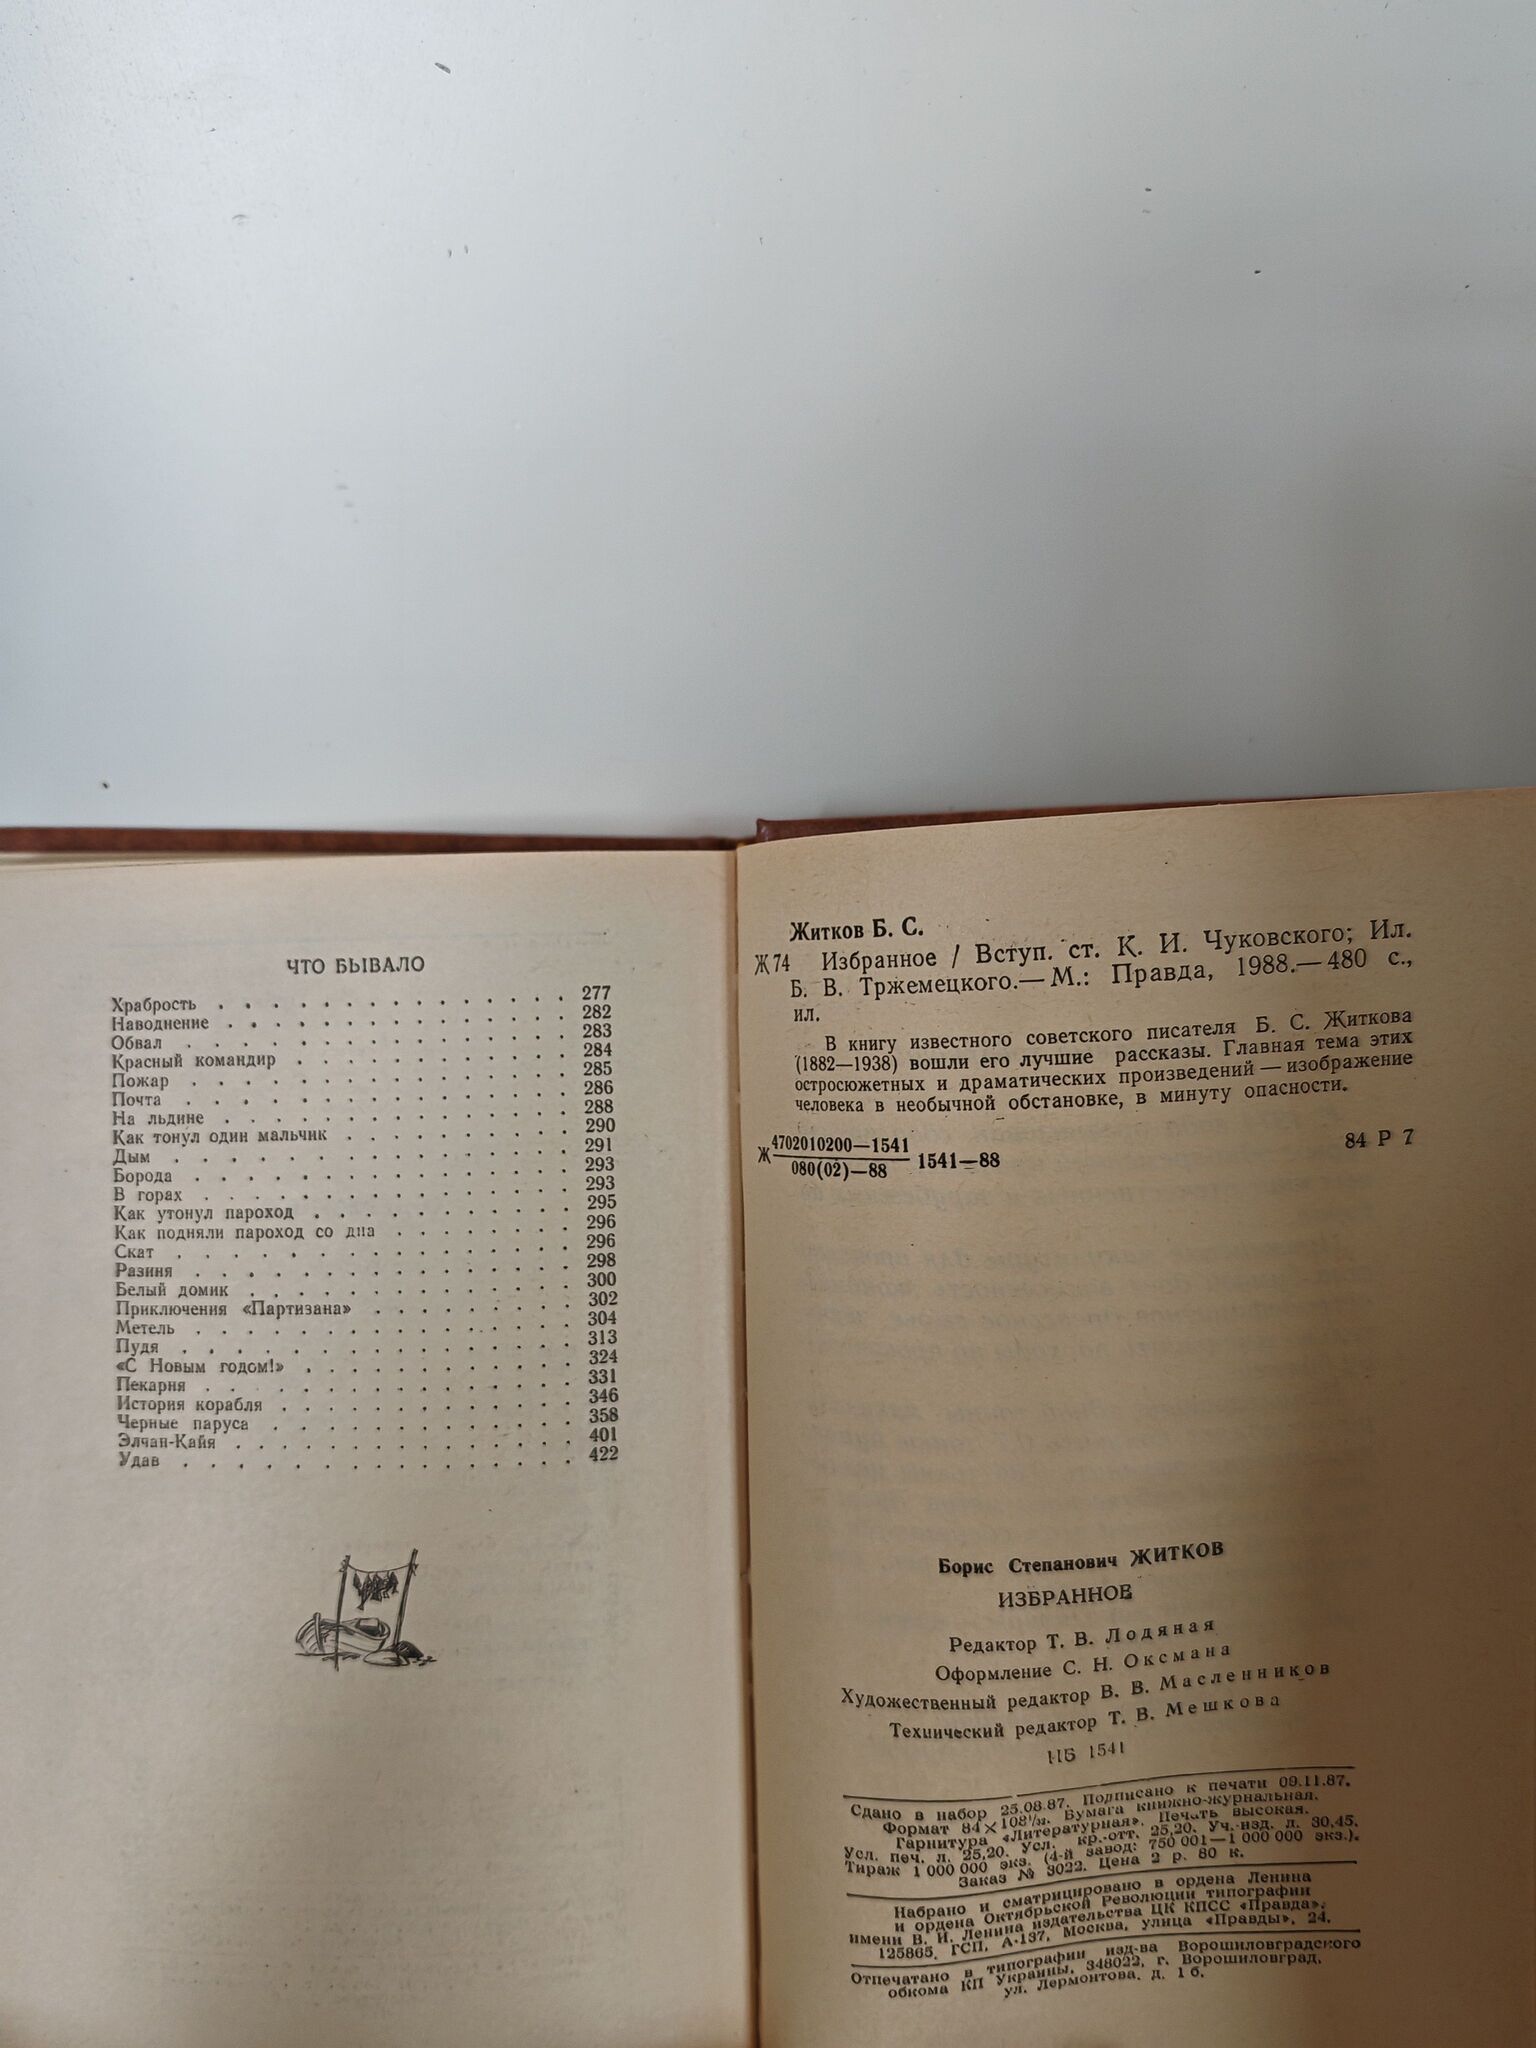 ЧТО БЫВАЛО
Храбрость . . . . . . . . . . . . . 277
Наводнение . . . . . . . . . . . . . 282
Обвал . . . . . . . . . . . . . . 283
Красный командир . . . . . . . . . . 284
Пожар . . . . . . . . . . . . . . 285
Почта . . . . . . . . . . . . . . 286
На льдине . . . . . . . . . . . . . 288
Как тонул один мальчик . . . . . . . . . 290
Дым . . . . . . . . . . . . . . . 291
Борода . . . . . . . . . . . . . . 293
В горах . . . . . . . . . . . . . . 293
Как утонул пароход . . . . . . . . . . 295
Как подняли пароход со дна . . . . . . . 296
Скат . . . . . . . . . . . . . . . 296
Разиня . . . . . . . . . . . . . . 298
Белый домик . . . . . . . . . . . . 300
Приключения «Партизана» . . . . . . . . 302
Метель . . . . . . . . . . . . . . 304
Пудя . . . . . . . . . . . . . . . 313
«С Новым годом!» . . . . . . . . . . 324
Пекарня . . . . . . . . . . . . . . 331
История корабля . . . . . . . . . . . 346
Черные паруса . . . . . . . . . . . 358
Элчан-Кайя . . . . . . . . . . . . . 401
Удав . . . . . . . . . . . . . . . 422
Житков Б. С.
Ж74 Избранное / Вступ. ст. К. И. Чуковского; Ил.
Б. В. Тржемецкого.— М.: Правда, 1988.— 480 с.,
ил.
В книгу известного советского писателя Б. С. Житкова
(1882—1938) вошли его лучшие рассказы. Главная тема этих
остросюжетных и драматических произведений — изображение
человека в необычной обстановке, в минуту опасности.
Ж 4702010200—1541
080(02)—88 1541—88 84 Р 7
Борис Степанович ЖИТКОВ
ИЗБРАННОЕ
Редактор Т. В. Лодяная
Оформление С. Н. Оксмана
Художественный редактор В. В. Масленников
Технический редактор Т. В. Мешкова
ИБ 1541
Сдано в набор 25.08.87. Подписано к печати 09.11.87.
Формат 84×108¹/₃₂. Бумага книжно-журнальная.
Гарнитура «Литературная». Печать высокая.
Усл. печ. л. 25,20. Усл. кр.-отт. 25,20. Уч.-изд. л. 30,45.
Тираж 1 000 000 экз. (4-й завод: 750 001—1 000 000 экз.).
Заказ № 3022. Цена 2 р. 80 к.
Набрано и сматрицировано в ордена Ленина
и ордена Октябрьской Революции типографии
имени В. И. Ленина издательства ЦК КПСС «Правда».
125865, ГСП, А-137, Москва, улица «Правды», 24.
Отпечатано в типографии изд-ва Ворошиловградского
обкома КП Украины, 348022, г. Ворошиловград,
ул. Лермонтова, д. 1б.